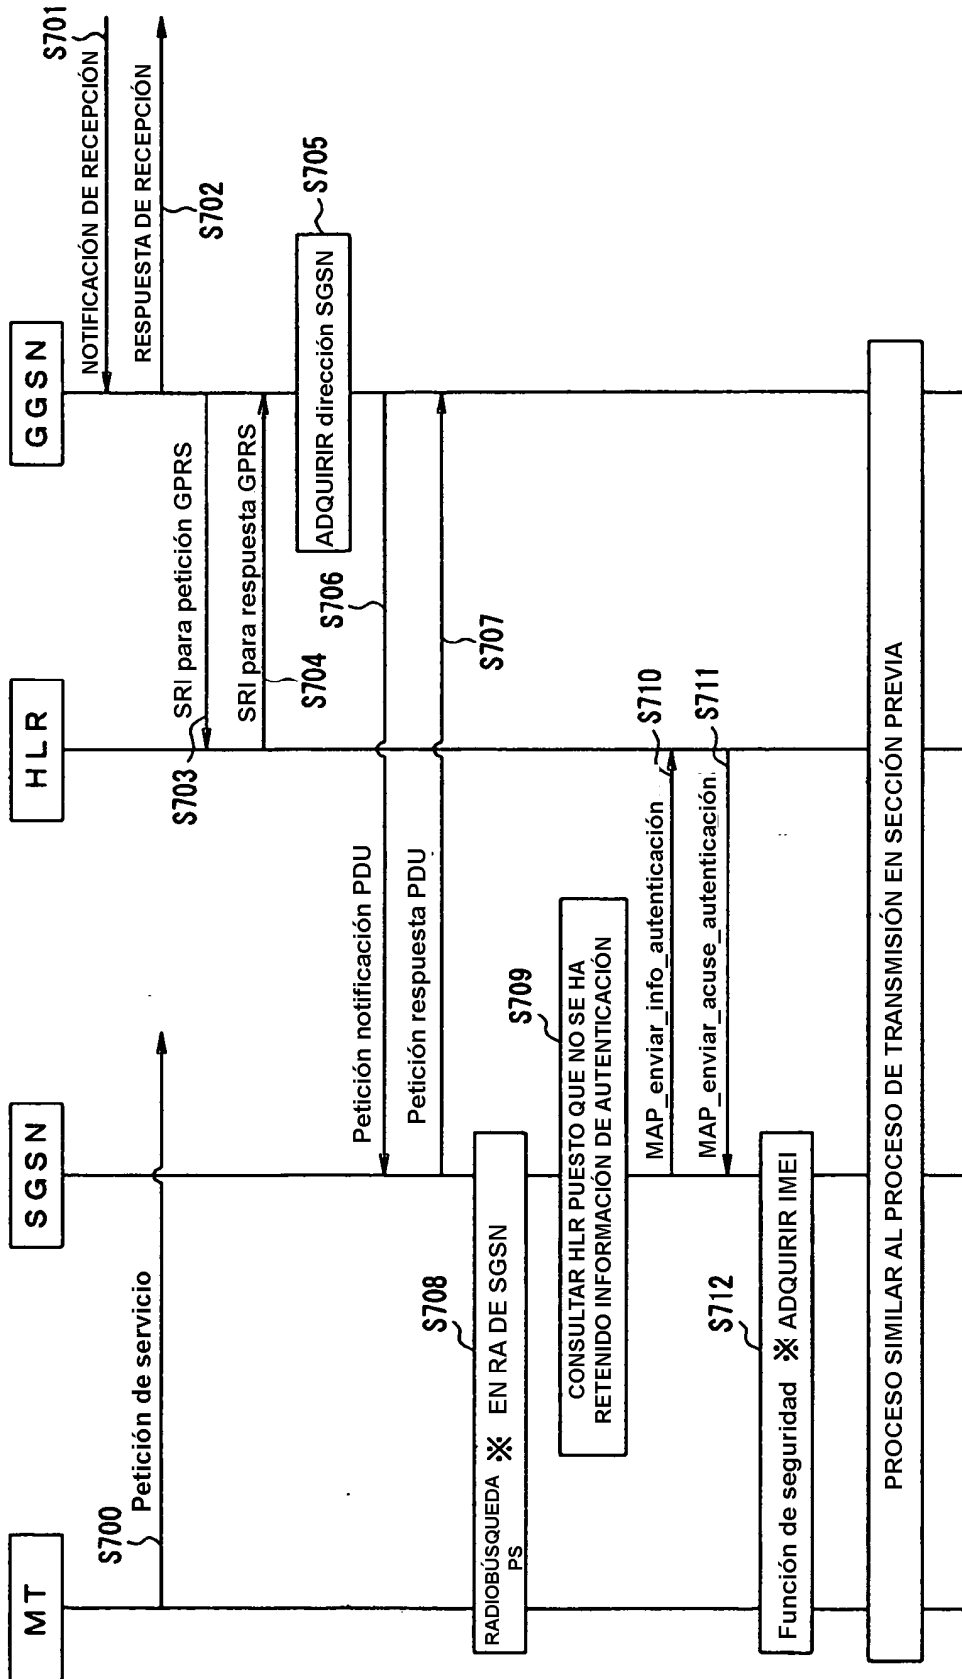 MT
SGSN
HLR
GGSN
S701
NOTIFICACIÓN DE RECEPCIÓN
RESPUESTA DE RECEPCIÓN
S702
S700
Petición de servicio
SRI para petición GPRS
S703
SRI para respuesta GPRS
S704
ADQUIRIR dirección SGSN
S705
Petición notificación PDU
S706
Petición respuesta PDU
S707
RADIOBÚSQUEDA ※ EN RA DE SGSN
PS
S708
CONSULTAR HLR PUESTO QUE NO SE HA
RETENIDO INFORMACIÓN DE AUTENTICACIÓN
S709
MAP_enviar_info_autenticación
S710
MAP_enviar_acuse_autenticación
S711
Función de seguridad ※ ADQUIRIR IMEI
S712
PROCESO SIMILAR AL PROCESO DE TRANSMISIÓN EN SECCIÓN PREVIA